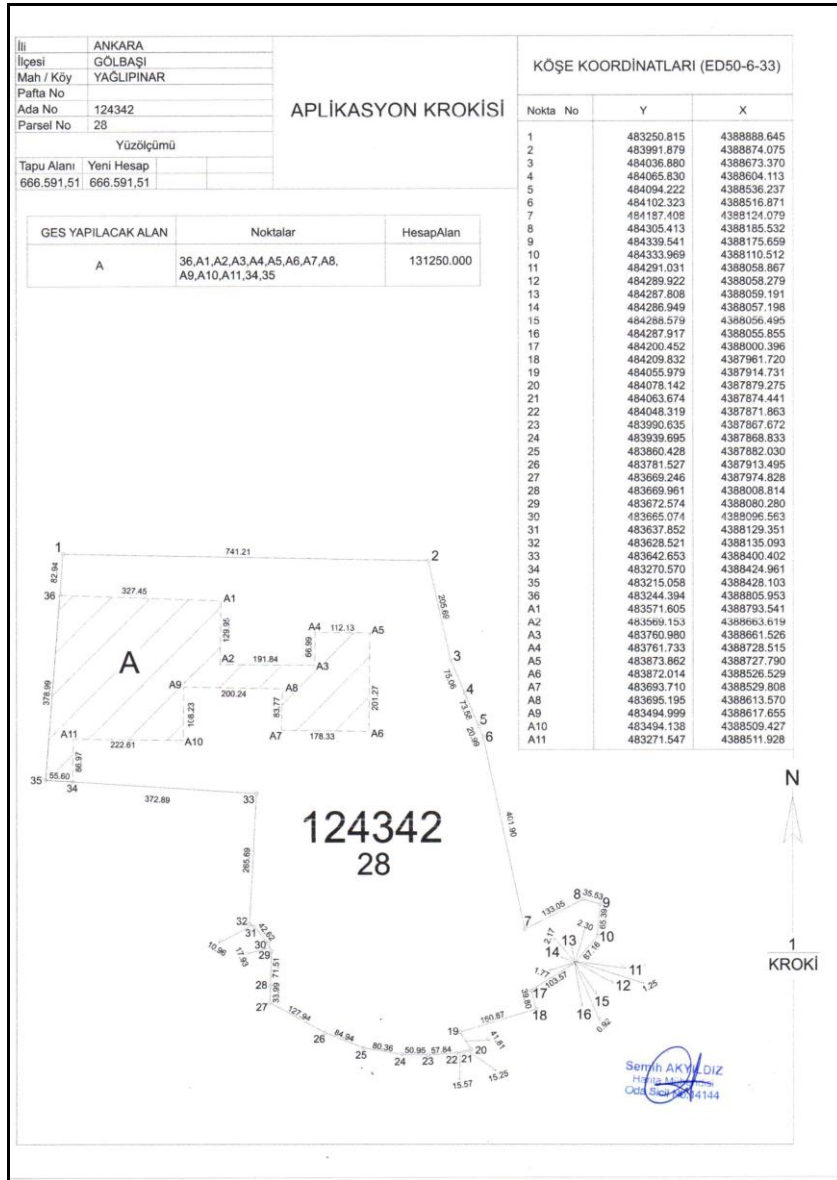 İli ANKARA
İlçesi GÖLBAŞI
Mah / Köy YAĞLIPINAR
Pafta No
Ada No 124342
Parsel No 28
Yüzölçümü
Tapu Alanı Yeni Hesap
666.591,51 666.591,51
APLİKASYON KROKİSİ
GES YAPILACAK ALAN Noktalar HesapAlan
A 36,A1,A2,A3,A4,A5,A6,A7,A8, 131250.000
A9,A10,A11,34,35
KÖŞE KOORDİNATLARI (ED50-6-33)
Nokta No Y X
1 483250.815 4388888.645
2 483991.879 4388874.075
3 484036.880 4388673.370
4 484065.830 4388604.113
5 484094.222 4388536.237
6 484102.323 4388516.871
7 484187.408 4388124.079
8 484305.413 4388185.532
9 484339.541 4388175.659
10 484333.969 4388110.512
11 484291.031 4388058.867
12 484289.922 4388058.279
13 484287.808 4388059.191
14 484286.949 4388057.198
15 484288.579 4388056.495
16 484287.917 4388055.855
17 484200.452 4388000.396
18 484209.832 4387961.720
19 484055.979 4387914.731
20 484078.142 4387879.275
21 484063.674 4387874.441
22 484048.319 4387871.863
23 483990.635 4387867.672
24 483939.695 4387868.833
25 483860.428 4387882.030
26 483781.527 4387913.495
27 483669.246 4387974.828
28 483669.961 4388008.814
29 483672.574 4388080.280
30 483665.074 4388096.563
31 483637.852 4388129.351
32 483628.521 4388135.093
33 483642.653 4388400.402
34 483270.570 4388424.961
35 483215.058 4388428.103
36 483244.394 4388805.953
A1 483571.605 4388793.541
A2 483569.153 4388663.619
A3 483760.980 4388661.526
A4 483761.733 4388728.515
A5 483873.862 4388727.790
A6 483872.014 4388526.529
A7 483693.710 4388529.808
A8 483695.195 4388613.570
A9 483494.999 4388617.655
A10 483494.138 4388509.427
A11 483271.547 4388511.928
1 741.21 2
82.94
36 327.45 A1
205.69
129.95
A4 112.13 A5
66.99
A
A2 191.84 A3
3
75.06
4
73.58
A9 200.24 A8
378.99
108.23
83.77
201.27
5
20.99
6
A11 222.61 A10
A7 178.33 A6
86.97
35 55.60 34
372.89 33
401.90
124342
28
N
1
KROKİ
265.69
7 133.05 8 35.53 9
65.39
32
31 42.62
10.96
30
17.93
29
71.51
28
33.99
27
127.94
26
84.94
25
80.36
24
50.95
23
57.84
22
21
15.57
15.25
20
41.81
19
160.87
18
39.80
17
103.57
1.77
14
2.17
13
2.30
67.16
10
11
12
1.25
15
16
0.92
Semih AKYILDIZ
Harita Mühendisi
Oda Sicil No:14144